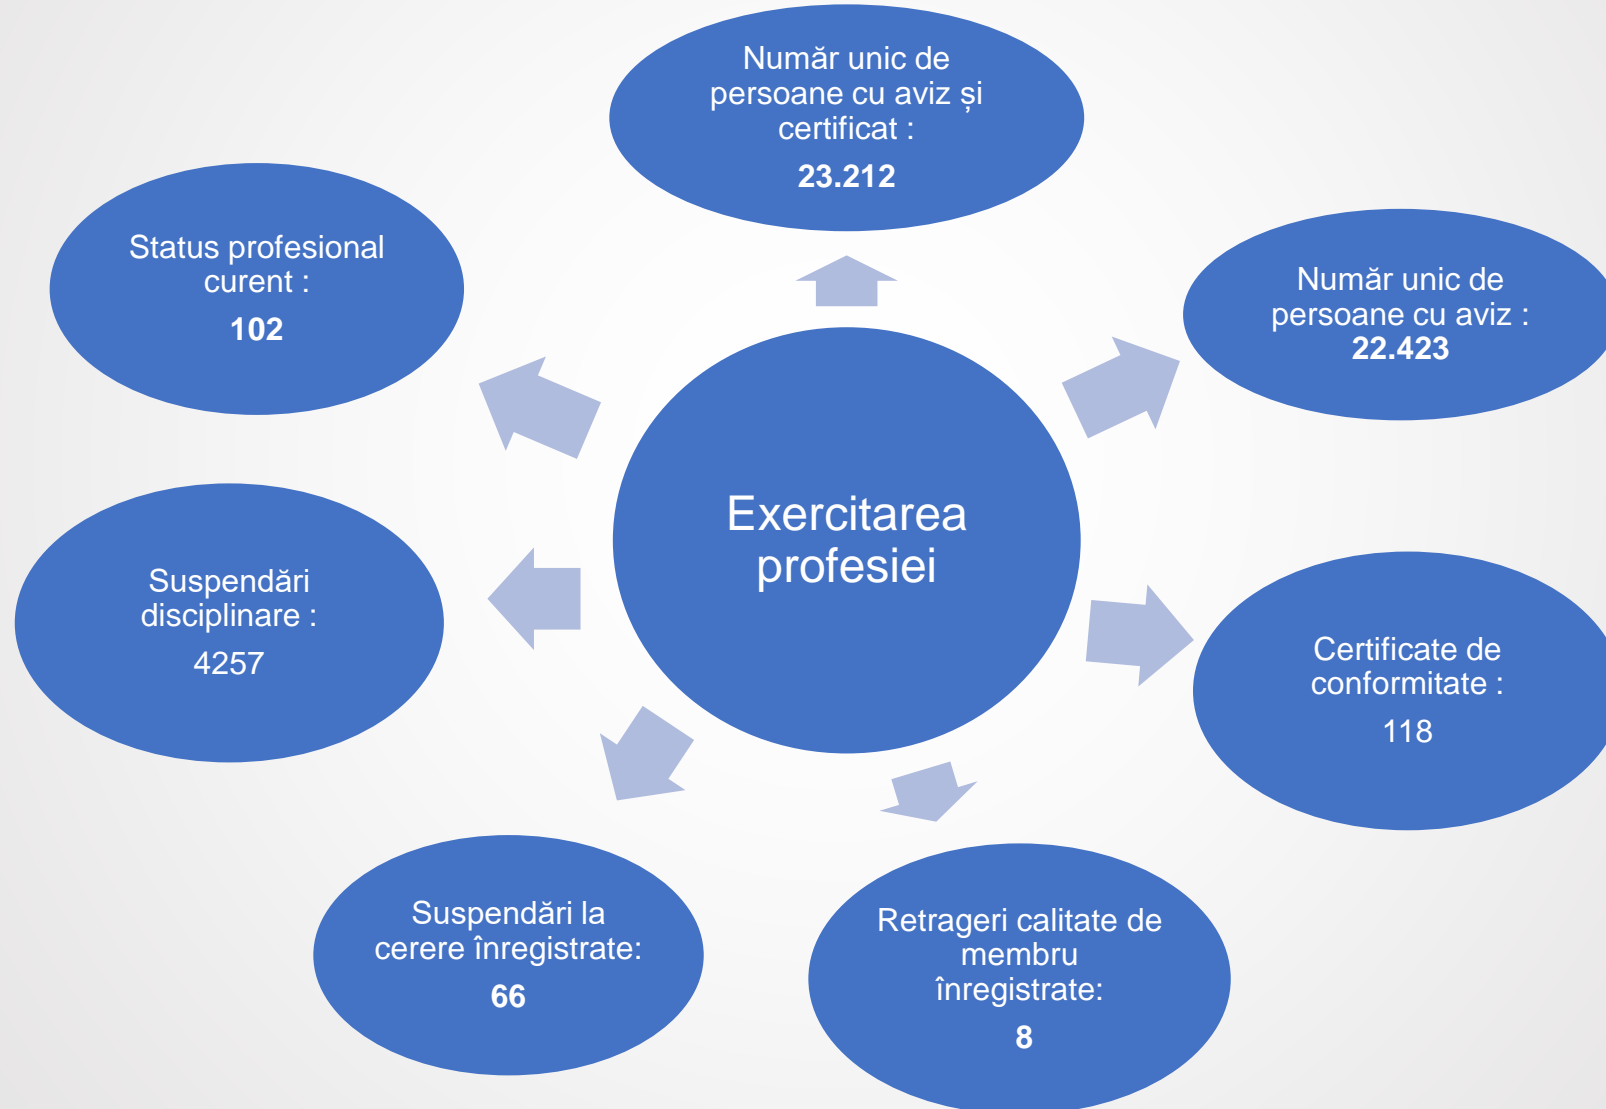 Număr unic de
persoane cu aviz și
certificat :
23.212
Număr unic de
persoane cu aviz :
22.423
Certificate de
conformitate :
118
Retrageri calitate de
membru
înregistrate:
8
Suspendări la
cerere înregistrate:
66
Suspendări
disciplinare :
4257
Status profesional
curent :
102
Exercitarea
profesiei